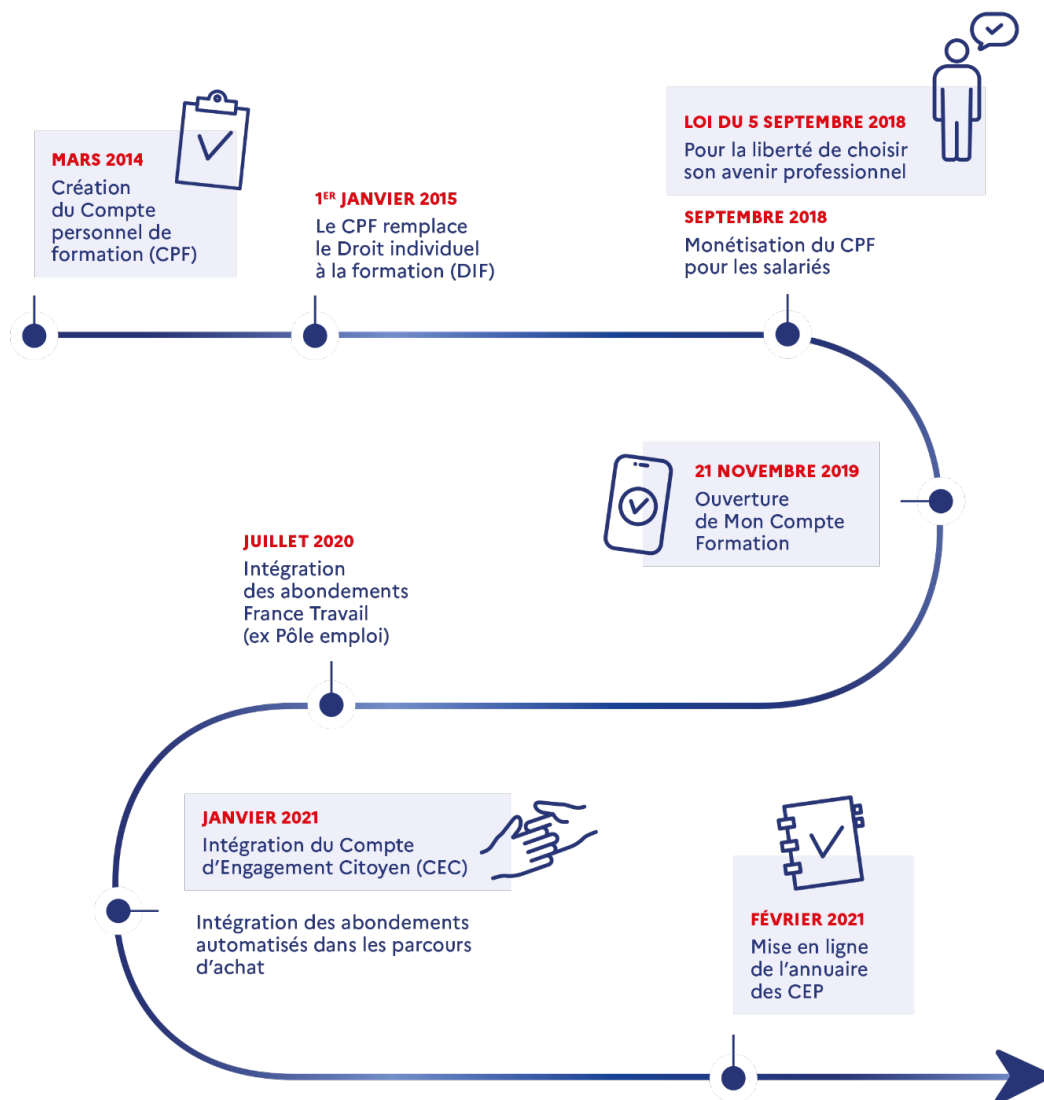 MARS 2014
Création
du Compte
personnel de
formation (CPF)
1ER JANVIER 2015
Le CPF remplace
le Droit individuel
à la formation (DIF)
LOI DU 5 SEPTEMBRE 2018
Pour la liberté de choisir
son avenir professionnel
SEPTEMBRE 2018
Monétisation du CPF
pour les salariés
21 NOVEMBRE 2019
Ouverture
de Mon Compte
Formation
JUILLET 2020
Intégration
des abondements
France Travail
(ex Pôle emploi)
JANVIER 2021
Intégration du Compte
d'Engagement Citoyen (CEC)
Intégration des abondements
automatisés dans les parcours
d'achat
FÉVRIER 2021
Mise en ligne
de l'annuaire
des CEP